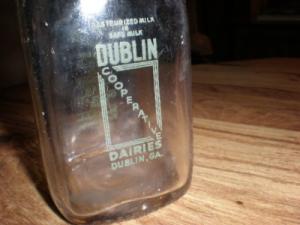 PASTEURIZED MILK
IS
SAFE MILK
DUBLIN
COOPERATIVE
DAIRIES
DUBLIN, GA.